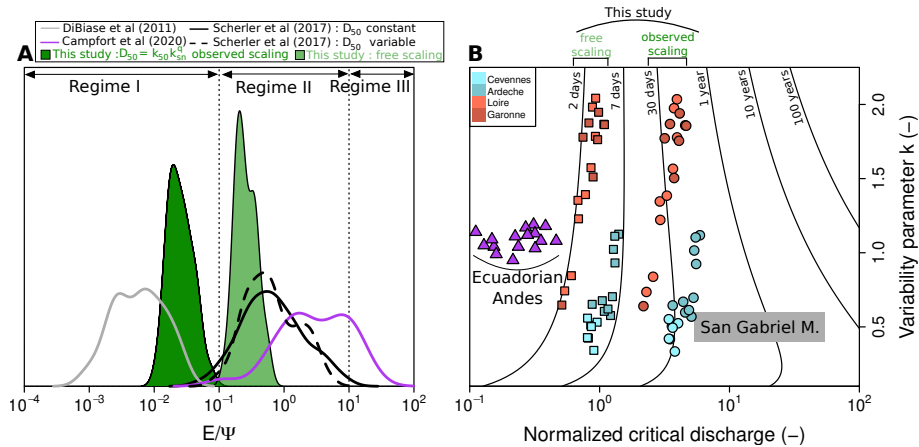 DiBiase et al (2011)
Scherler et al (2017) : D50 constant
Campfort et al (2020)
Scherler et al (2017) : D50 variable
This study :D50= k50 ksn^q observed scaling
This study : free scaling
A
Regime I
Regime II
Regime III
10−4
10−3
10−2
10−1
100
101
102
E/Ψ
This study
free
scaling
observed
scaling
B
Cevennes
Ardeche
Loire
Garonne
2 days
7 days
30 days
1 year
10 years
100 years
Ecuadorian
Andes
San Gabriel M.
2.0
1.5
1.0
0.5
Variability parameter k (−)
10−1
100
101
102
Normalized critical discharge (−)